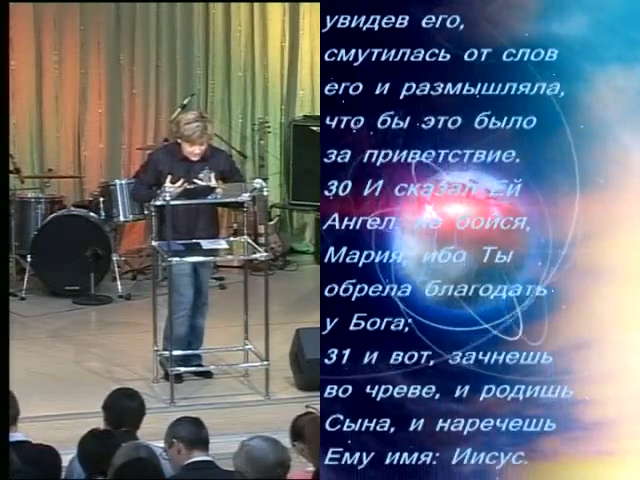 увидев его,
смутилась от слов
его и размышляла,
что бы это было
за приветствие.
30 И сказал Ей
Ангел: не бойся,
Мария, ибо Ты
обрела благодать
у Бога;
31 и вот, зачнешь
во чреве, и родишь
Сына, и наречешь
Ему имя: Иисус.